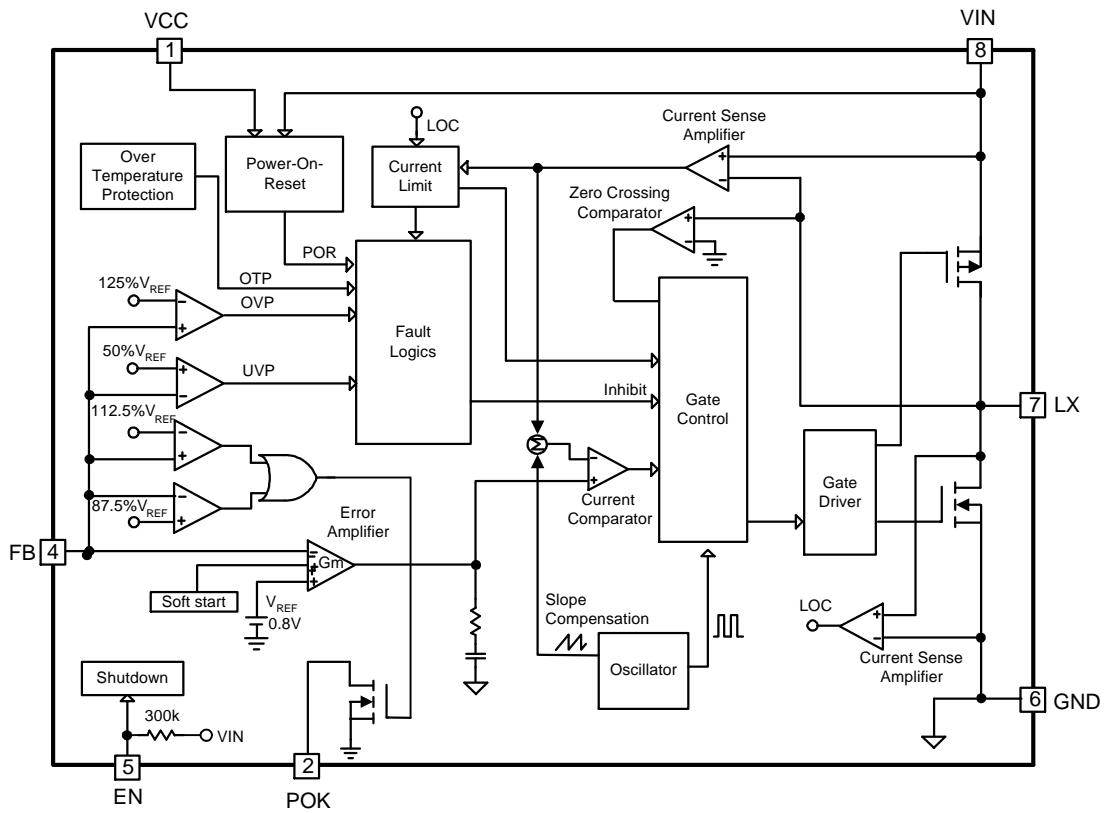 VCC
VIN
1
8
LOC
Current Sense
Amplifier
Over
Temperature
Protection
Power-On-
Reset
Current
Limit
Zero Crossing
Comparator
POR
OTP
125%VREF
OVP
Fault
Logics
50%VREF
UVP
Inhibit
Gate
Control
112.5%VREF
7
LX
Σ
Gate
Driver
87.5%VREF
Current
Comparator
Error
Amplifier
FB
4
Gm
Soft start
VREF
0.8V
Slope
Compensation
LOC
Oscillator
Current Sense
Amplifier
Shutdown
300k
VIN
6
GND
5
2
EN
POK